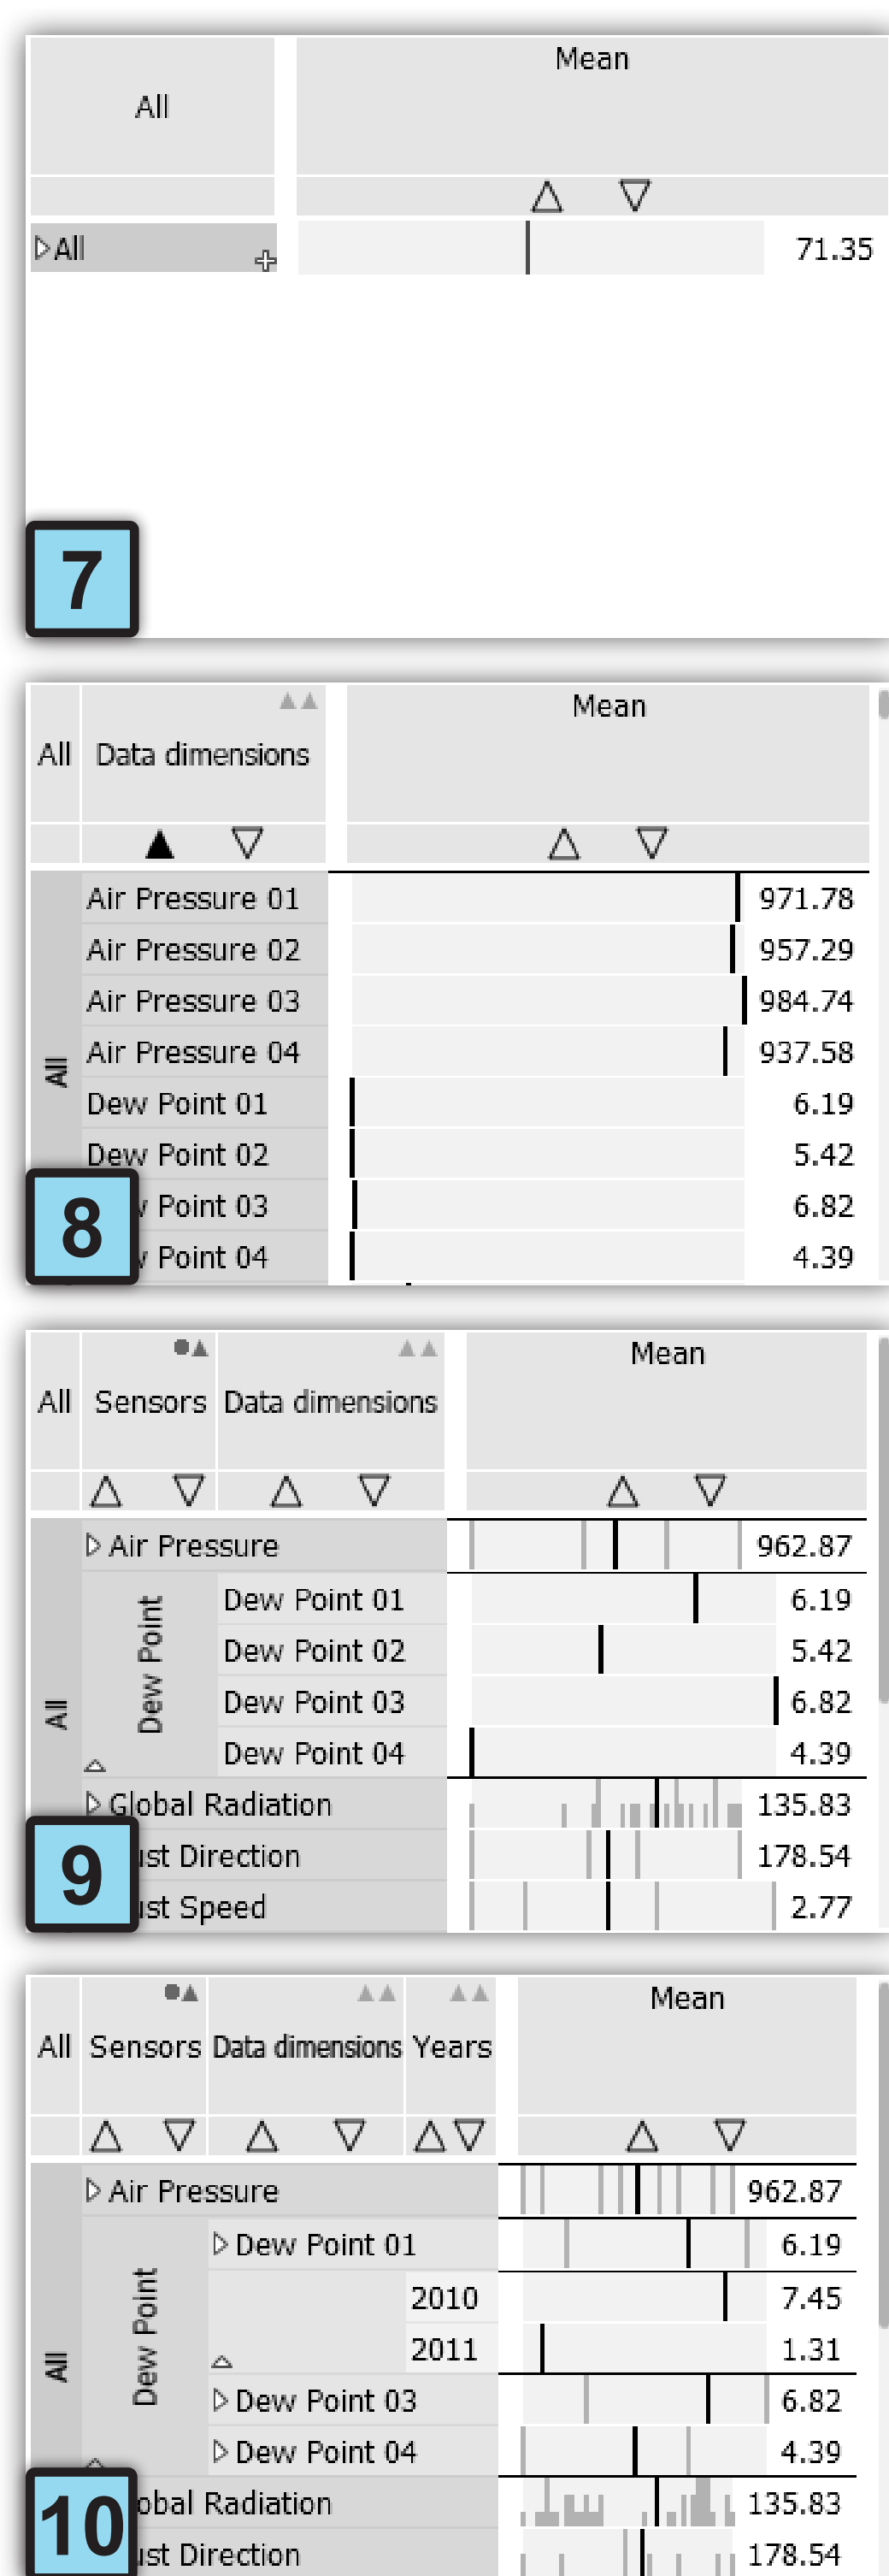 All
Mean
All
71.35
7
Mean
All
Data dimensions
All
Air Pressure 01
971.78
Air Pressure 02
957.29
Air Pressure 03
984.74
Air Pressure 04
937.58
Dew Point 01
6.19
Dew Point 02
5.42
Point 03
6.82
Point 04
4.39
8
Mean
All
Sensors
Data dimensions
All
Air Pressure
962.87
Dew Point
Dew Point 01
6.19
Dew Point 02
5.42
Dew Point 03
6.82
Dew Point 04
4.39
Global Radiation
135.83
ust Direction
178.54
ust Speed
2.77
9
Mean
All
Sensors
Data dimensions
Years
All
Air Pressure
962.87
Dew Point
Dew Point 01
6.19
2010
7.45
2011
1.31
Dew Point 03
6.82
Dew Point 04
4.39
obal Radiation
135.83
ust Direction
178.54
10